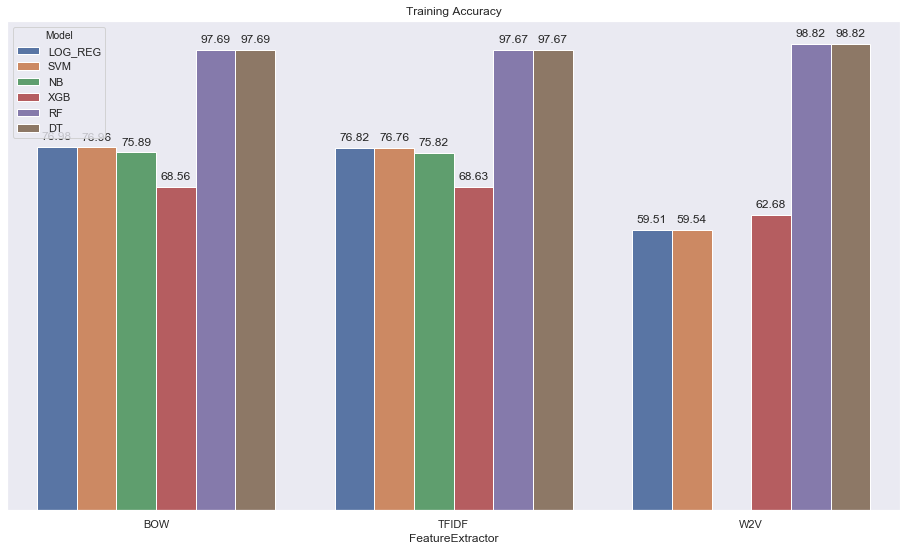 Training Accuracy
Model
LOG_REG
SVM
NB
XGB
RF
DT
75.89
68.56
97.69
97.69
76.82
76.76
75.82
68.63
97.67
97.67
59.51
59.54
62.68
98.82
98.82
BOW
TFIDF
W2V
FeatureExtractor